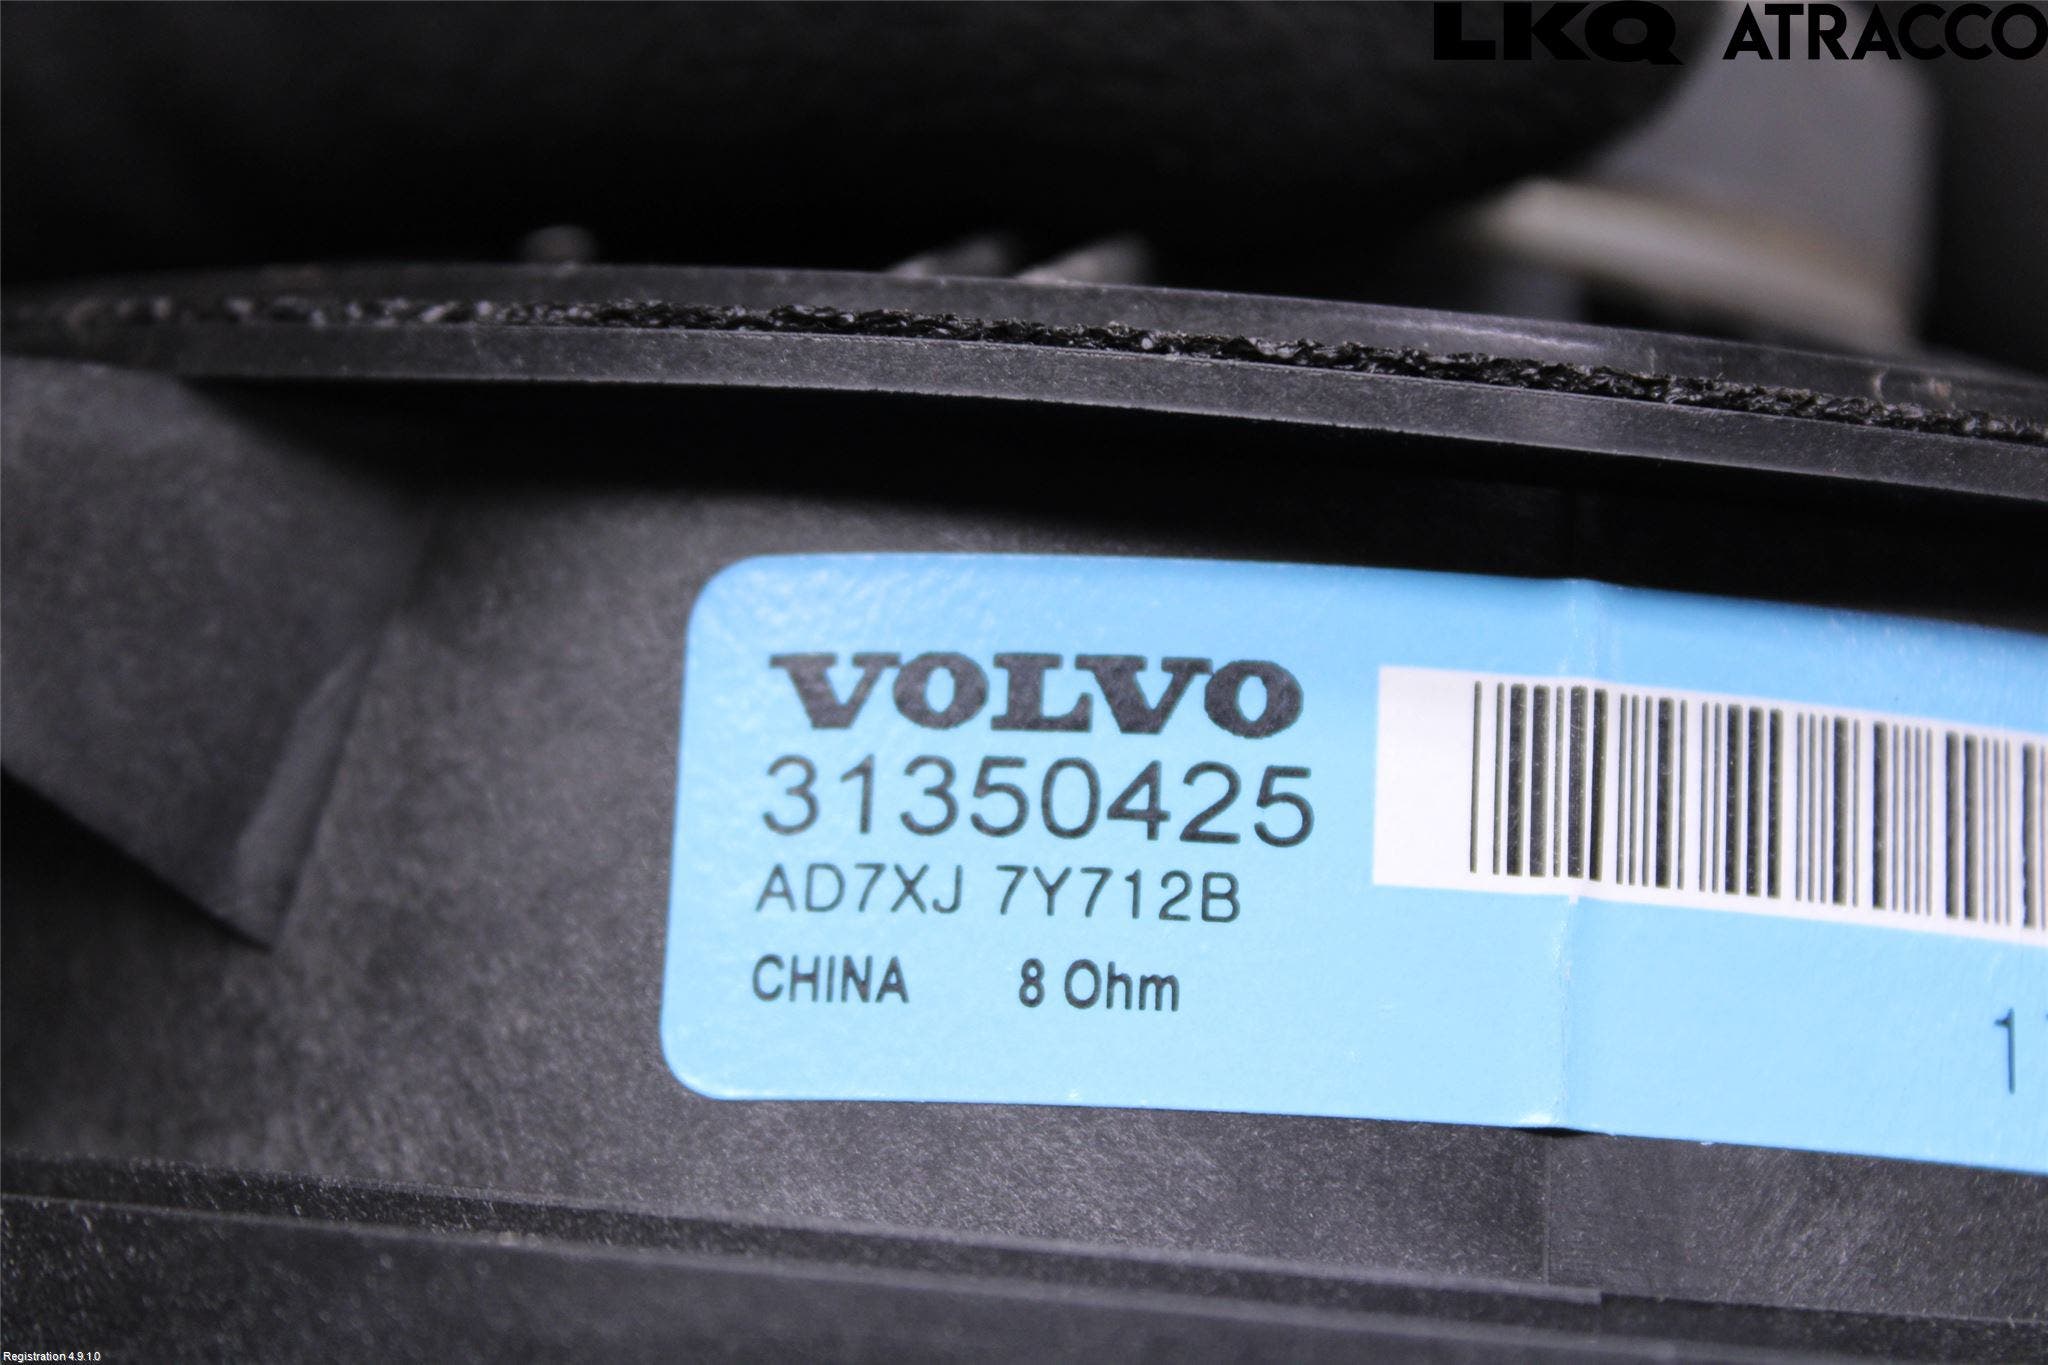 LKQ ATRACCO
VOLVO
31350425
AD7XJ 7Y712B
CHINA 8 Ohm
Registration 4.9.1.0